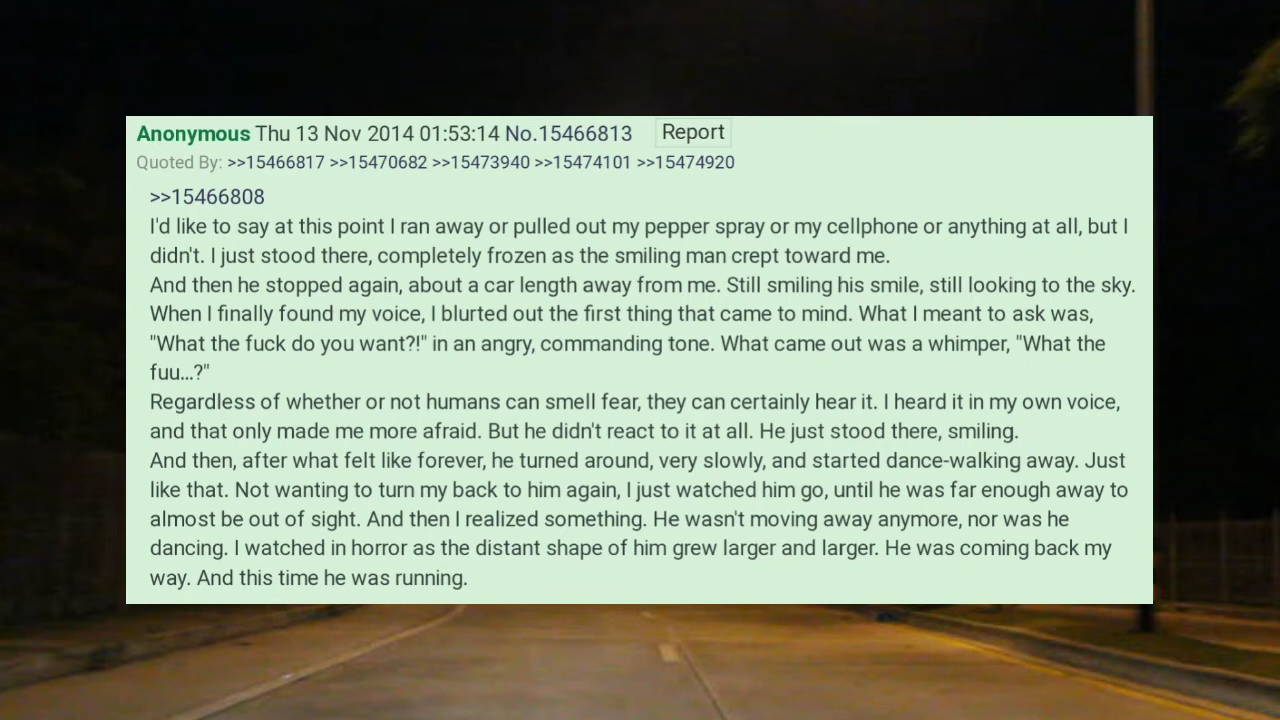 Anonymous Thu 13 Nov 2014 01:53:14 No.15466813 Report
Quoted By: >>15466817 >>15470682 >>15473940 >>15474101 >>15474920
>>15466808
I'd like to say at this point I ran away or pulled out my pepper spray or my cellphone or anything at all, but I
didn't. I just stood there, completely frozen as the smiling man crept toward me.
And then he stopped again, about a car length away from me. Still smiling his smile, still looking to the sky.
When I finally found my voice, I blurted out the first thing that came to mind. What I meant to ask was,
"What the fuck do you want?!" in an angry, commanding tone. What came out was a whimper, "What the
fuu...?"
Regardless of whether or not humans can smell fear, they can certainly hear it. I heard it in my own voice,
and that only made me more afraid. But he didn't react to it at all. He just stood there, smiling.
And then, after what felt like forever, he turned around, very slowly, and started dance-walking away. Just
like that. Not wanting to turn my back to him again, I just watched him go, until he was far enough away to
almost be out of sight. And then I realized something. He wasn't moving away anymore, nor was he
dancing. I watched in horror as the distant shape of him grew larger and larger. He was coming back my
way. And this time he was running.